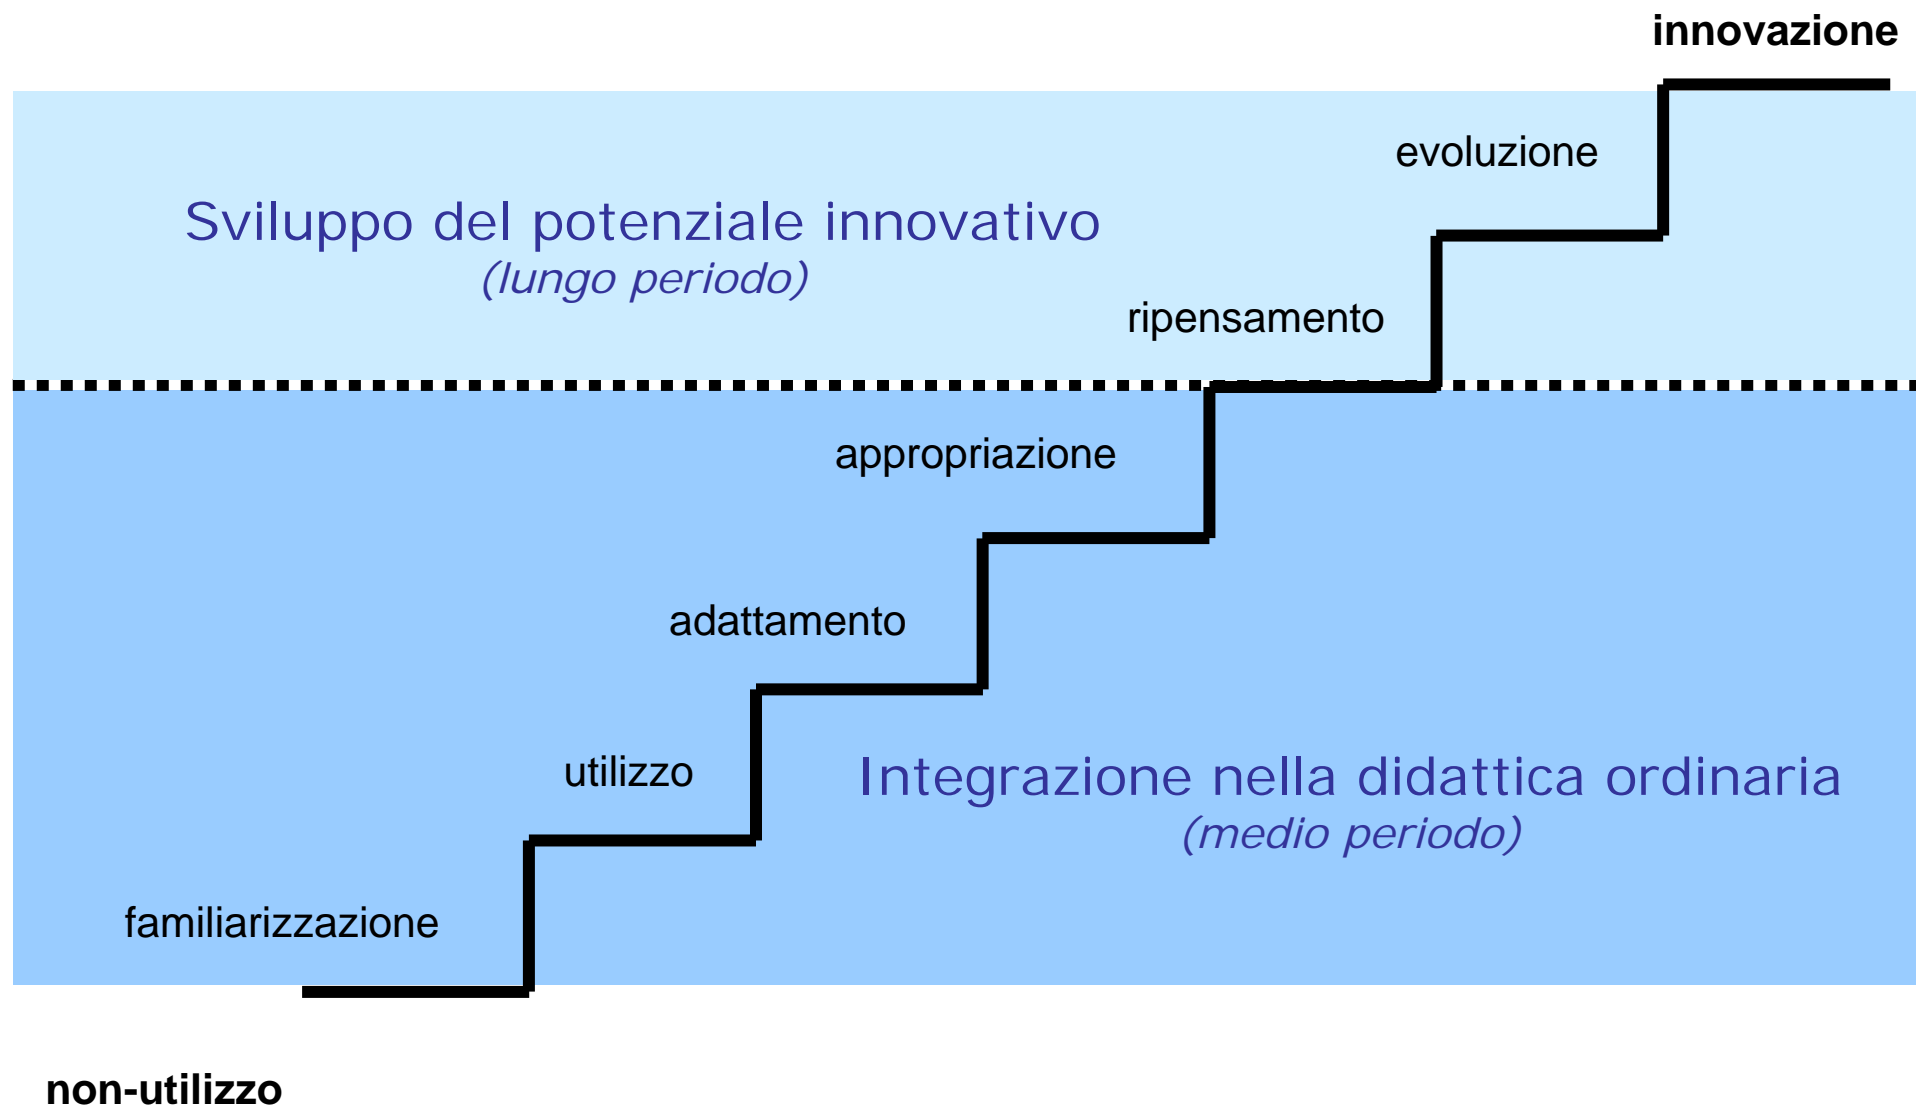 innovazione
evoluzione
Sviluppo del potenziale innovativo
(lungo periodo)
ripensamento
appropriazione
adattamento
utilizzo
Integrazione nella didattica ordinaria
(medio periodo)
familiarizzazione
non-utilizzo